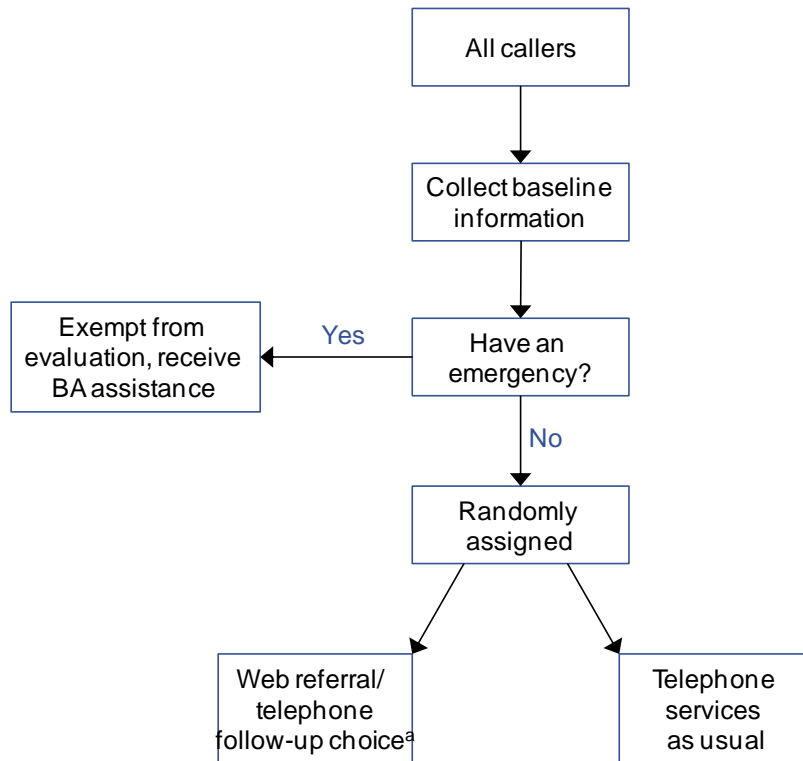 All callers
Collect baseline
information
Exempt from
evaluation, receive
BA assistance
Yes
Have an
emergency?
No
Randomly
assigned
Web referral/
telephone
follow-up choiceᵃ
Telephone
services
as usual